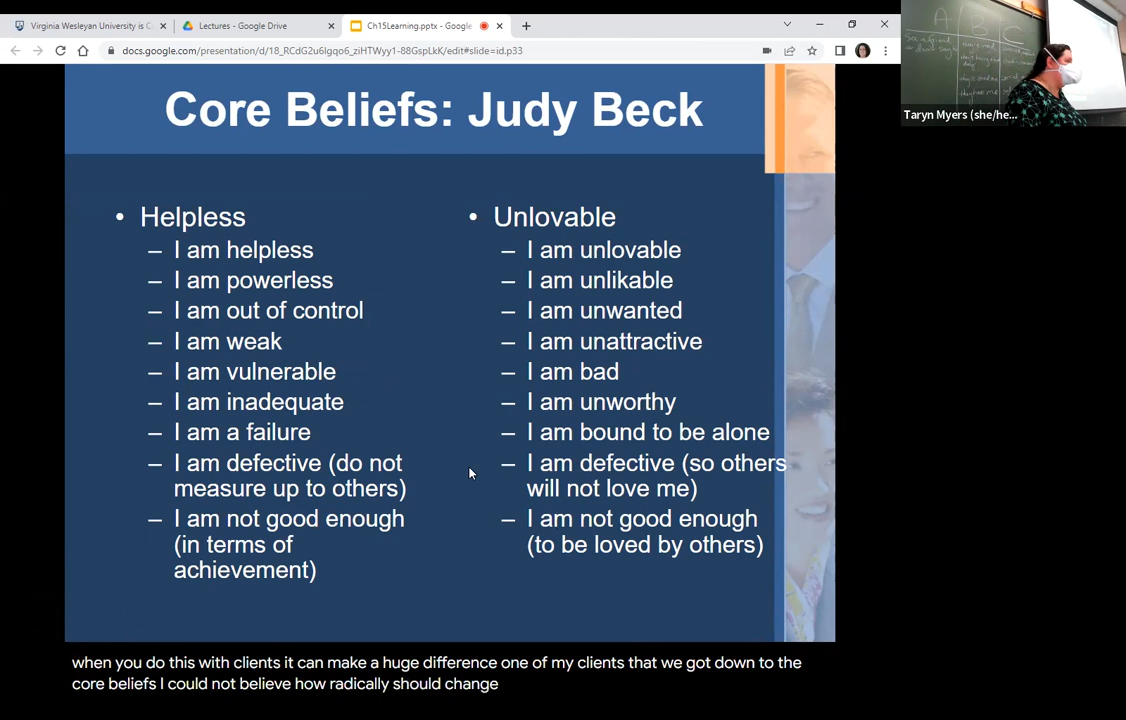 Virginia Wesleyan University is C
Lectures - Google Drive
Ch15Learning.pptx - Google
docs.google.com/presentation/d/18_RCdG2u6Igqo6_ziHTWyy1-88GspLkK/edit#slide=id.p33
Taryn Myers (she/he...
A B C
Core Beliefs: Judy Beck
• Helpless
– I am helpless
– I am powerless
– I am out of control
– I am weak
– I am vulnerable
– I am inadequate
– I am a failure
– I am defective (do not
measure up to others)
– I am not good enough
(in terms of
achievement)
• Unlovable
– I am unlovable
– I am unlikable
– I am unwanted
– I am unattractive
– I am bad
– I am unworthy
– I am bound to be alone
– I am defective (so others
will not love me)
– I am not good enough
(to be loved by others)
when you do this with clients it can make a huge difference one of my clients that we got down to the
core beliefs I could not believe how radically should change